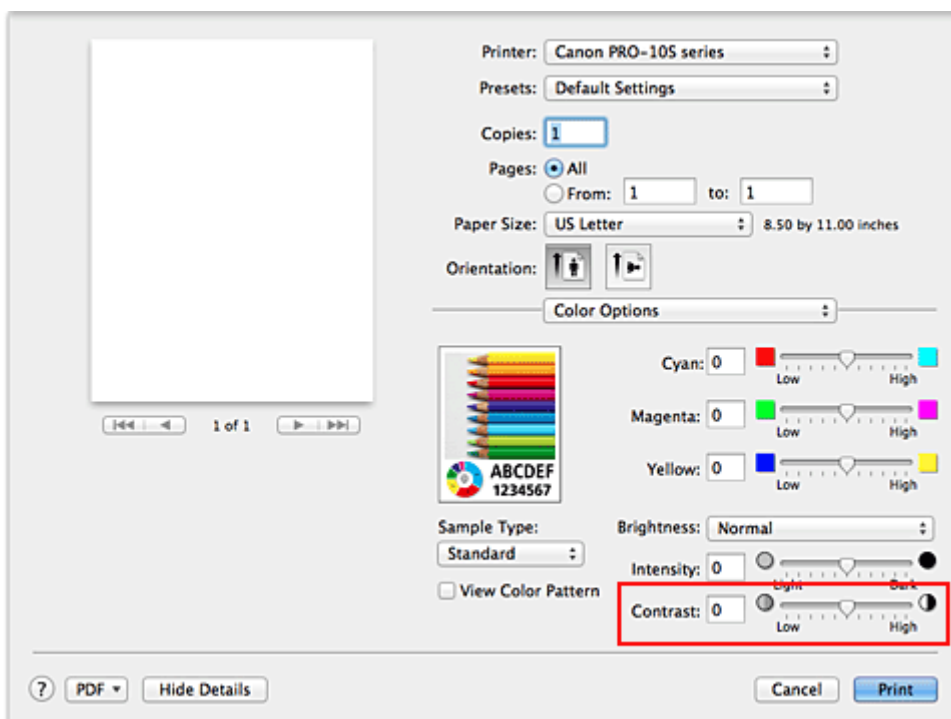 Printer: Canon PRO-10S series
Presets: Default Settings
Copies: 1
Pages: All
From: 1 to: 1
Paper Size: US Letter 8.50 by 11.00 inches
Orientation:
Color Options
1 of 1
ABCDEF
1234567
Cyan: 0
Low High
Magenta: 0
Low High
Yellow: 0
Low High
Sample Type:
Standard
View Color Pattern
Brightness: Normal
Intensity: 0
Light Dark
Contrast: 0
Low High
? PDF Hide Details Cancel Print